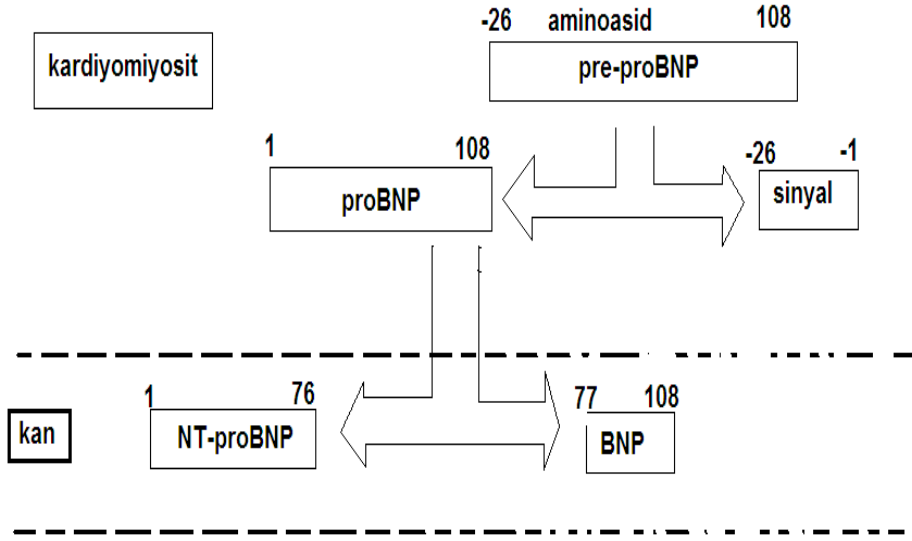 -26 aminoasid 108
kardiyomiyosit
pre-proBNP
1 108
-26 -1
proBNP
sinyal
1 76
77 108
kan
NT-proBNP
BNP